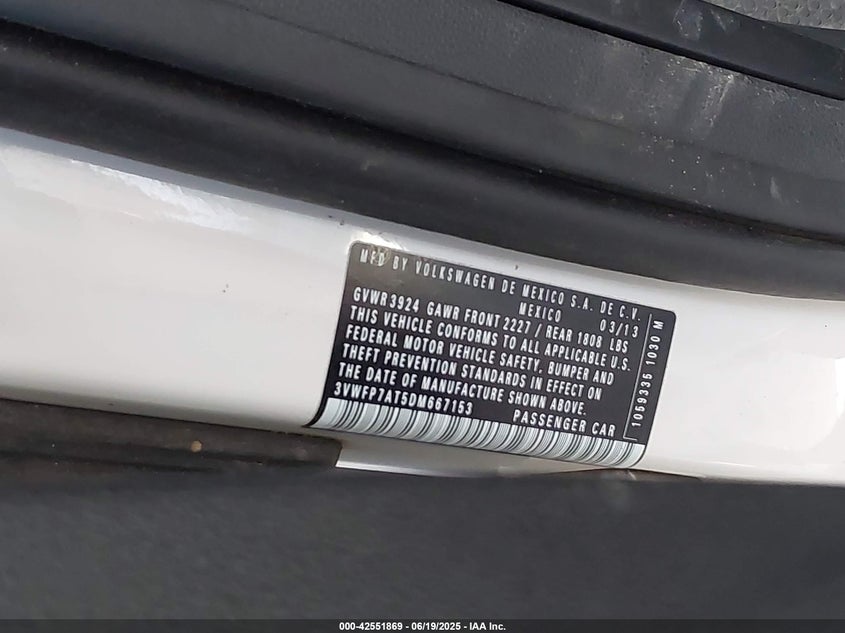 MFD BY VOLKSWAGEN DE MEXICO S.A. DE C.V.
MEXICO 03/13
GVWR 3924 GAWR FRONT 2227 / REAR 1808 LBS
THIS VEHICLE CONFORMS TO ALL APPLICABLE U.S.
FEDERAL MOTOR VEHICLE SAFETY, BUMPER AND
THEFT PREVENTION STANDARDS IN EFFECT ON
THE DATE OF MANUFACTURE SHOWN ABOVE.
3VWFP7AT5DM667153 PASSENGER CAR
1059335 1030 M
000-42551869 - 06/19/2025 - IAA Inc.